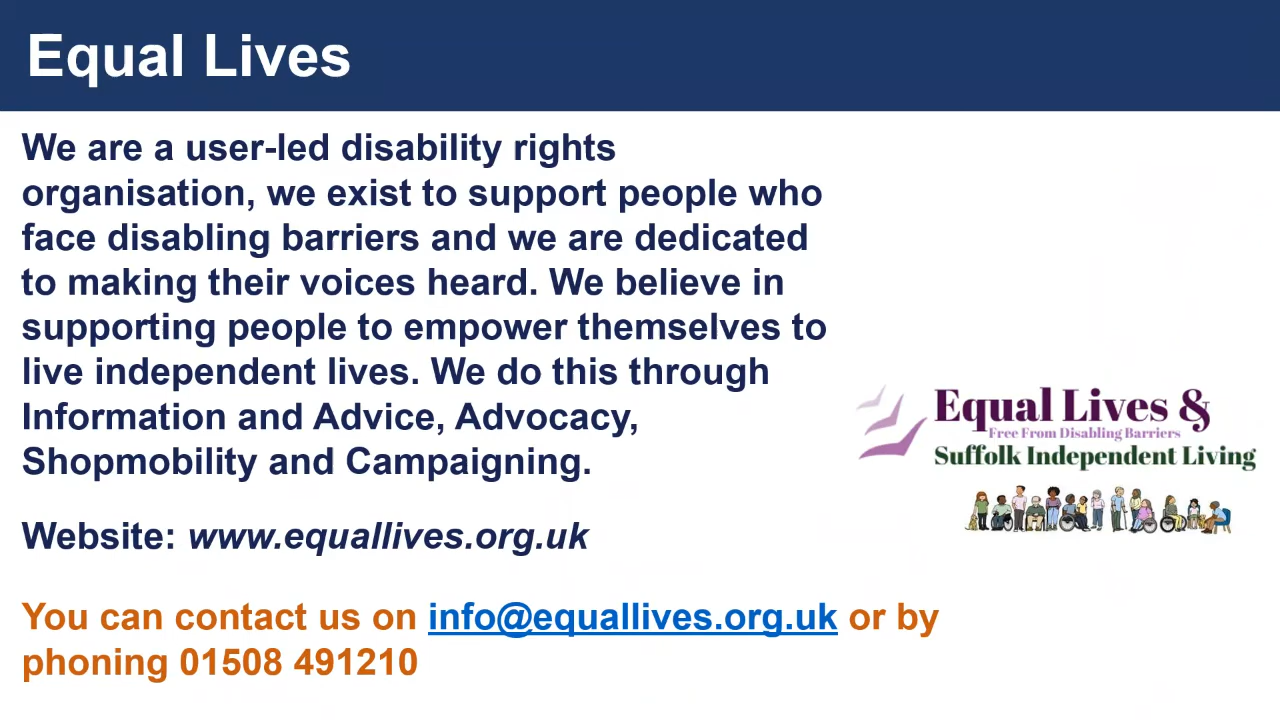 Equal Lives
We are a user-led disability rights
organisation, we exist to support people who
face disabling barriers and we are dedicated
to making their voices heard. We believe in
supporting people to empower themselves to
live independent lives. We do this through
Information and Advice, Advocacy,
Shopmobility and Campaigning.
Website: www.equallives.org.uk
You can contact us on info@equallives.org.uk or by
phoning 01508 491210
Equal Lives &
Free From Disabling Barriers
Suffolk Independent Living